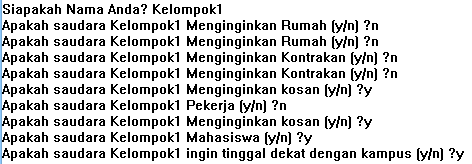 Siapakah Nama Anda? Kelompok1
Apakah saudara Kelompok1 Menginginkan Rumah (y/n) ?n
Apakah saudara Kelompok1 Menginginkan Rumah (y/n) ?n
Apakah saudara Kelompok1 Menginginkan Kontrakan (y/n) ?n
Apakah saudara Kelompok1 Menginginkan Kontrakan (y/n) ?n
Apakah saudara Kelompok1 Menginginkan kosan (y/n) ?y
Apakah saudara Kelompok1 Pekerja (y/n) ?n
Apakah saudara Kelompok1 Menginginkan kosan (y/n) ?y
Apakah saudara Kelompok1 Mahasiswa (y/n) ?y
Apakah saudara Kelompok1 ingin tinggal dekat dengan kampus (y/n) ?y